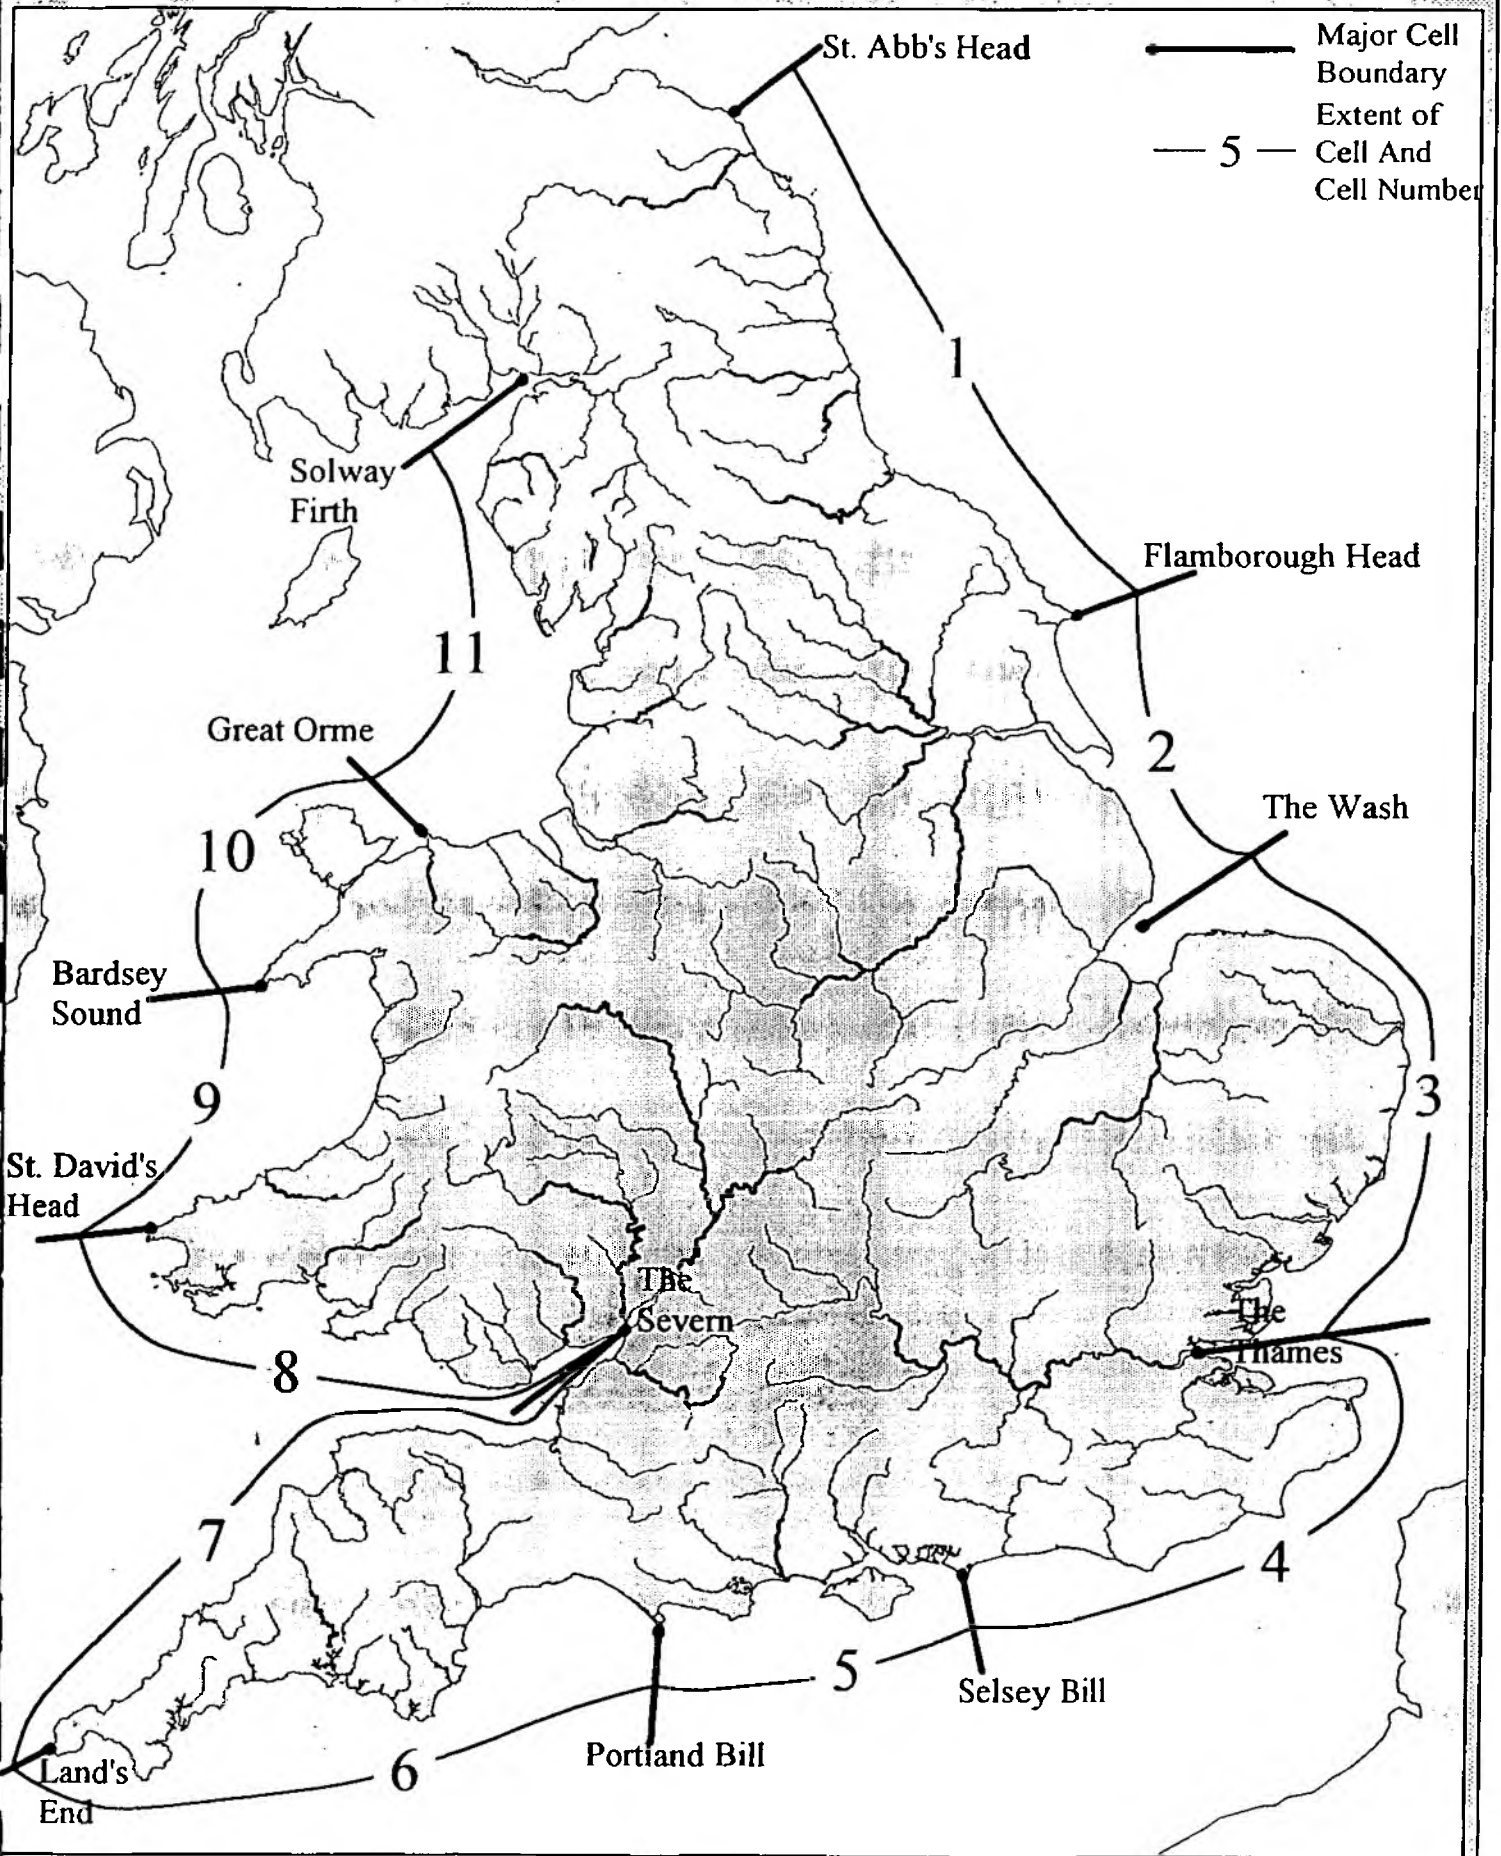 St. Abb's Head
Major Cell
Boundary
Extent of
— 5 —
Cell And
Cell Number
1
Solway
Firth
Flamborough Head
11
Great Orme
2
The Wash
10
Bardsey
Sound
9
3
St. David's
Head
The
Severn
The
Thames
8
7
4
5
Selsey Bill
Portland Bill
6
Land's
End